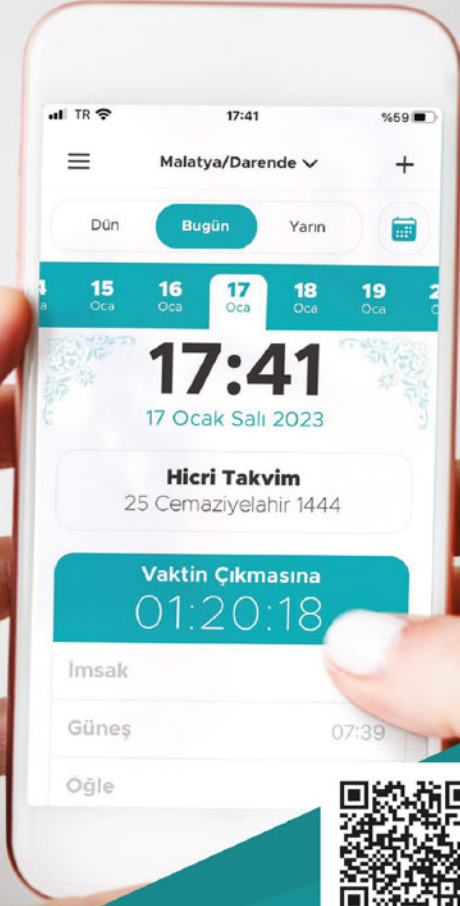 TR 17:41 %59
Malatya/Darende
Dün Bugün Yarın
15 16 17 18 19
Oca Oca Oca Oca Oca
17:41
17 Ocak Salı 2023
Hicri Takvim
25 Cemaziyelahir 1444
Vaktin Çıkmasına
01:20:18
İmsak
Güneş 07:39
Öğle